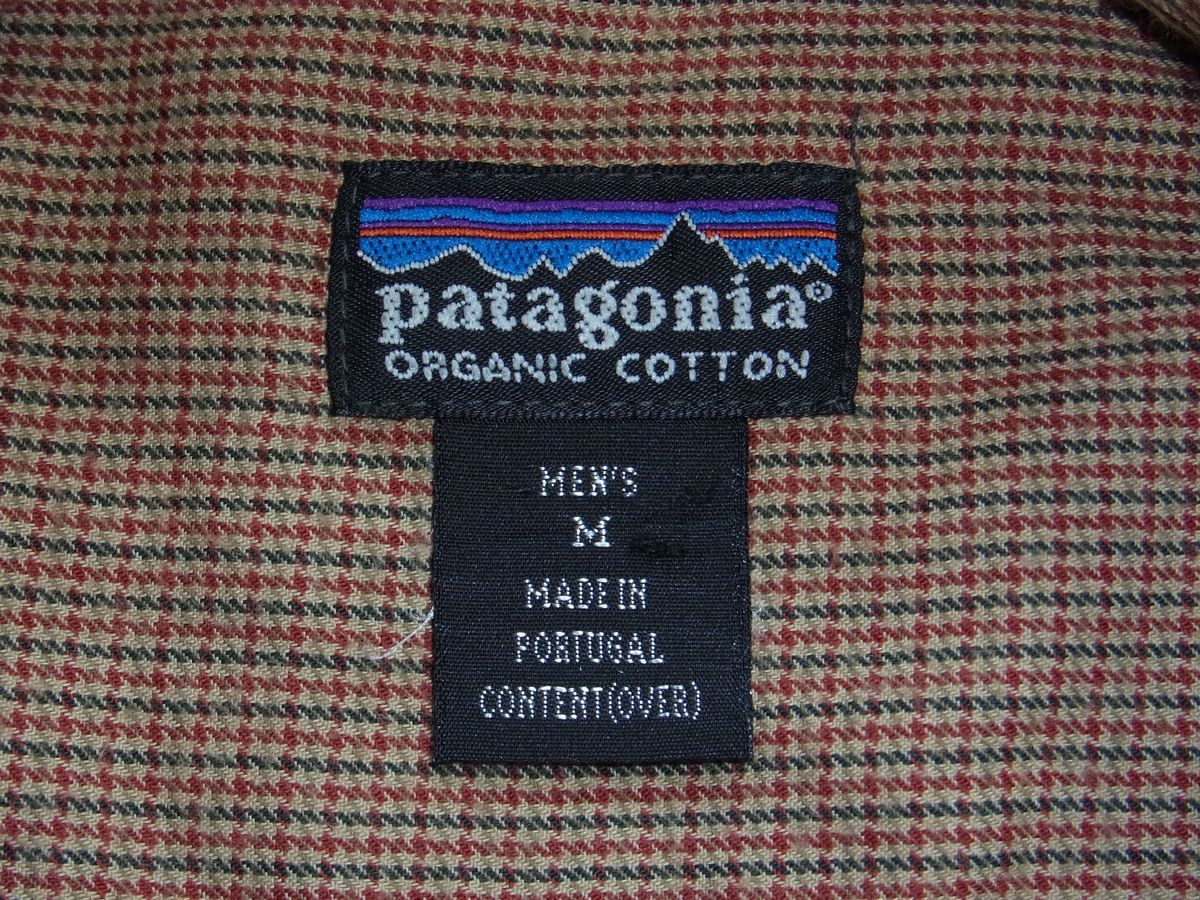 patagonia®
ORGANIC COTTON
MEN'S
M
MADE IN
PORTUGAL
CONTENT(OVER)